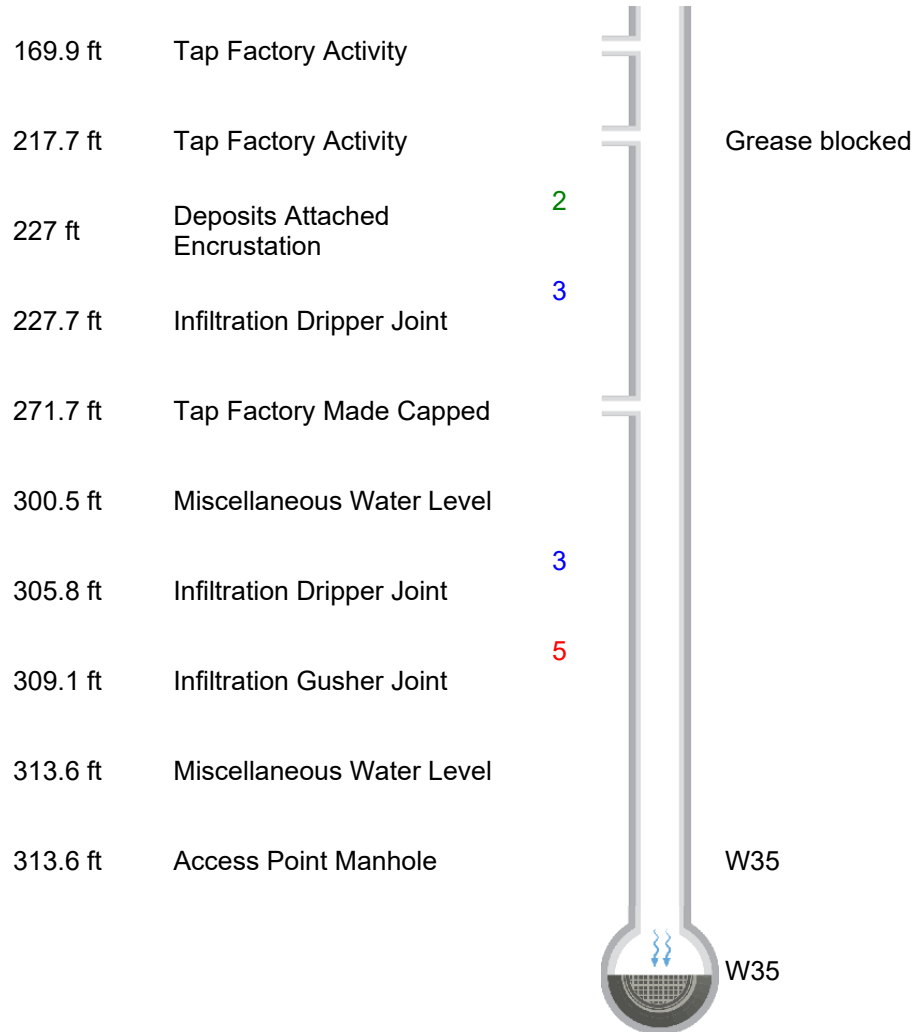 169.9 ft Tap Factory Activity
217.7 ft Tap Factory Activity Grease blocked
2
227 ft Deposits Attached
Encrustation
3
227.7 ft Infiltration Dripper Joint
271.7 ft Tap Factory Made Capped
300.5 ft Miscellaneous Water Level
3
305.8 ft Infiltration Dripper Joint
5
309.1 ft Infiltration Gusher Joint
313.6 ft Miscellaneous Water Level
313.6 ft Access Point Manhole W35
W35